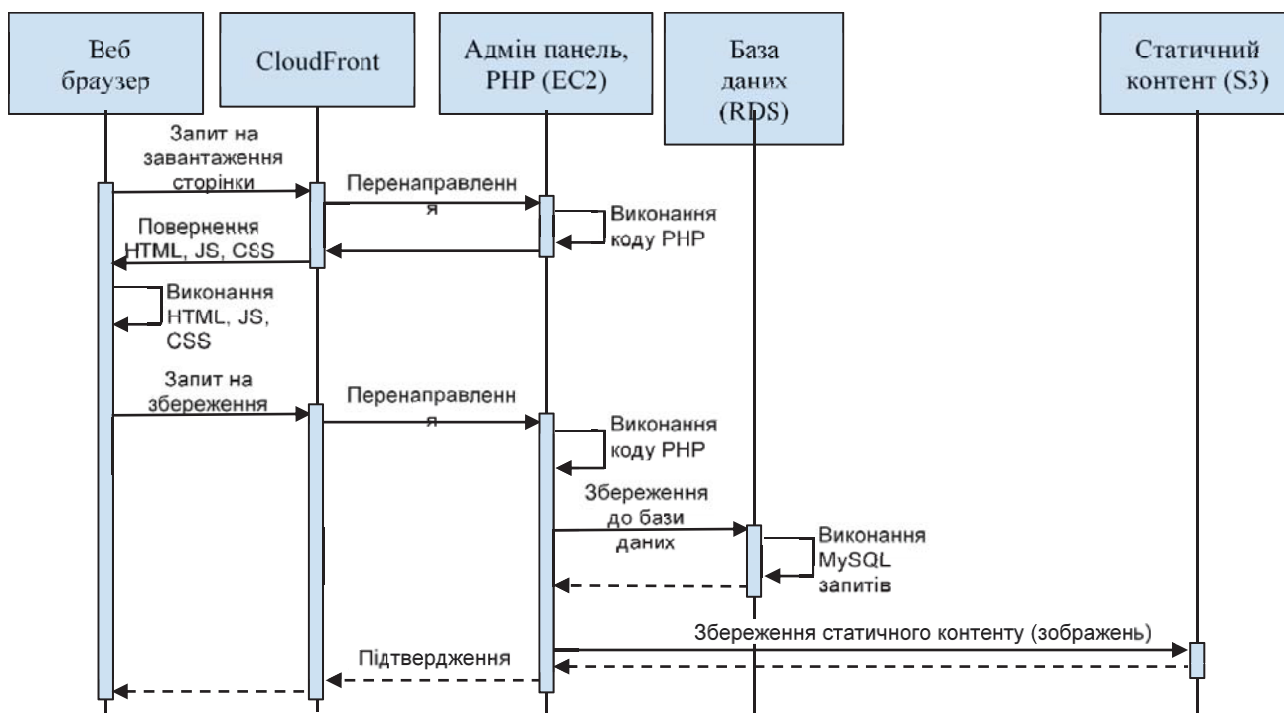 Веб
браузер
CloudFront
Адмін панель,
PHP (EC2)
База
даних
(RDS)
Статичний
контент (S3)
Запит на
завантаження
сторінки
Перенаправленн
я
Виконання
коду PHP
Повернення
HTML, JS, CSS
Виконання
HTML, JS,
CSS
Запит на
збереження
Перенаправленн
я
Виконання
коду PHP
Збереження
до бази
даних
Виконання
MySQL
запитів
Збереження статичного контенту (зображень)
Підтвердження